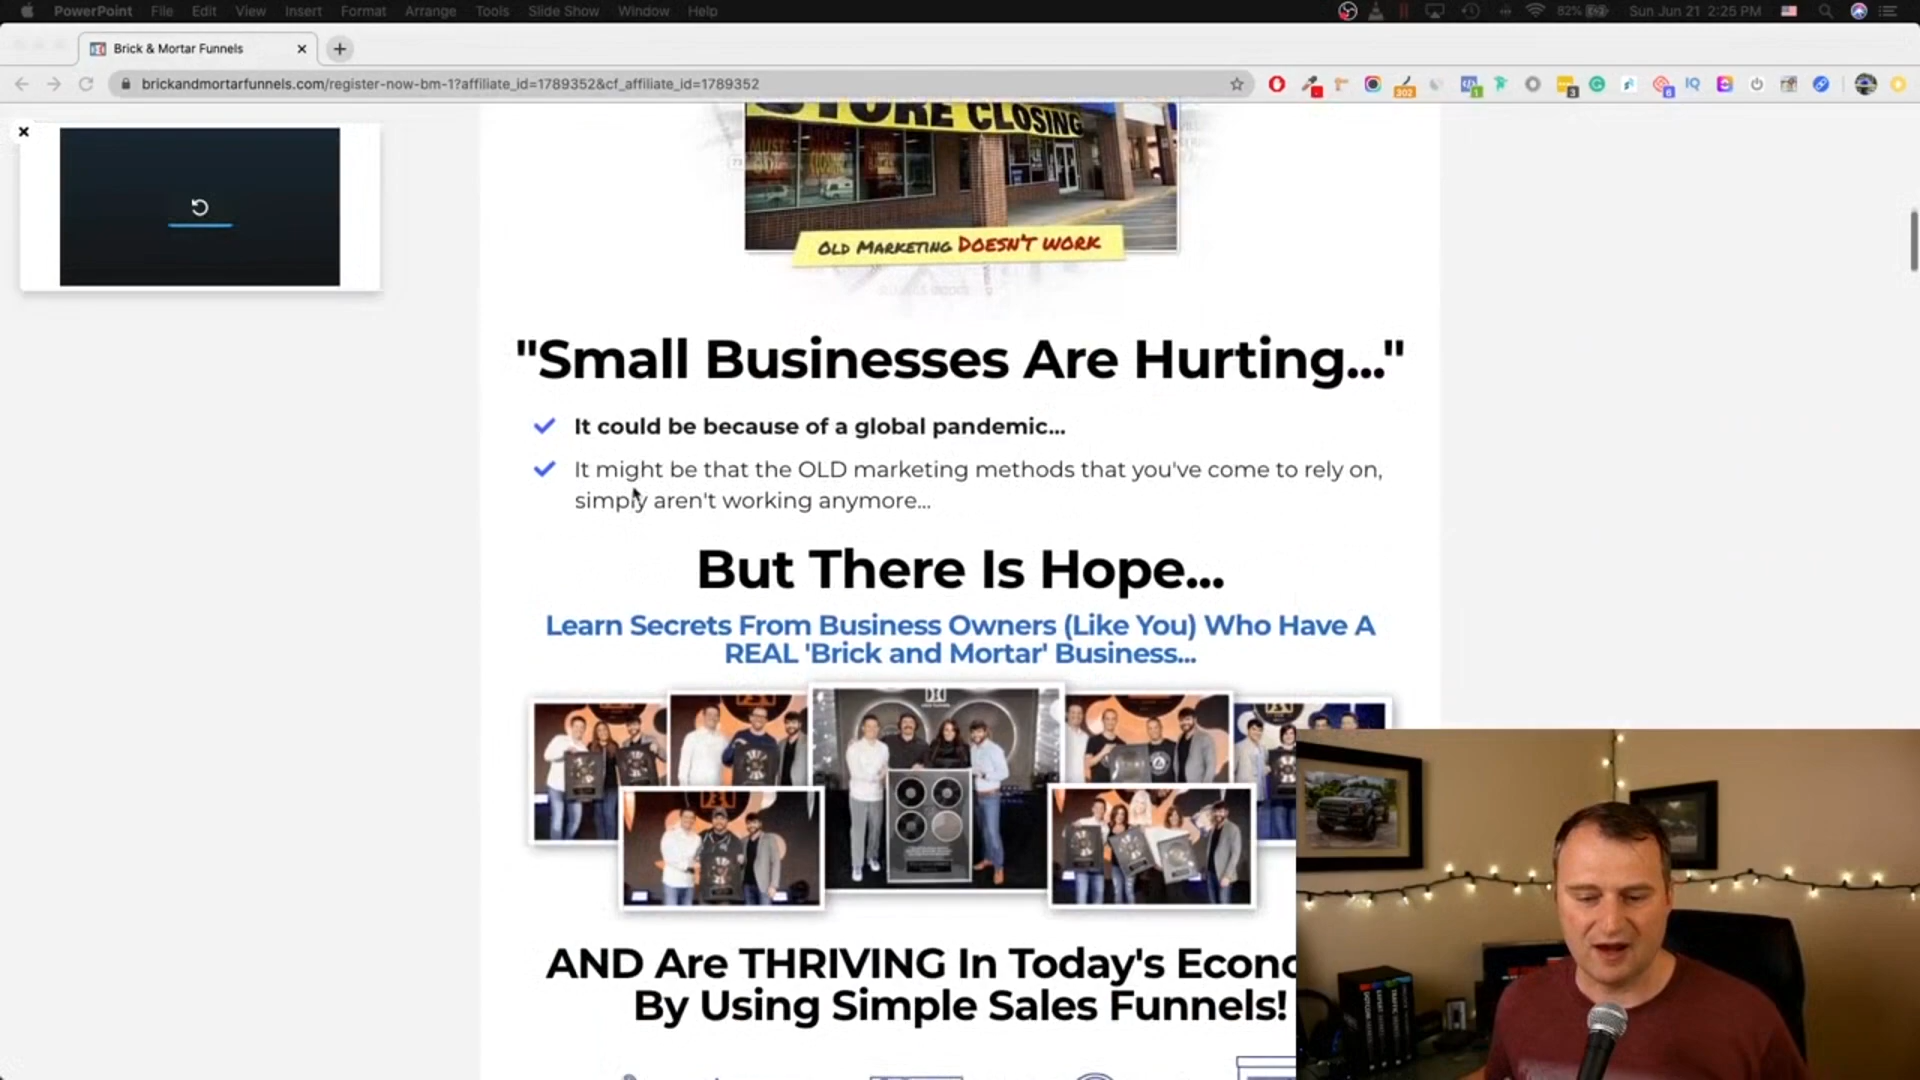 PowerPoint File Edit View Insert Format Arrange Tools Slide Show Window Help 82% Sun Jun 21 2:25 PM
Brick & Mortar Funnels
brickandmortarfunnels.com/register-now-bm-1?affiliate_id=1789352&cf_affiliate_id=1789352
STORE CLOSING
OLD MARKETING DOESN'T WORK
"Small Businesses Are Hurting..."
It could be because of a global pandemic...
It might be that the OLD marketing methods that you've come to rely on,
simply aren't working anymore...
But There Is Hope...
Learn Secrets From Business Owners (Like You) Who Have A
REAL 'Brick and Mortar' Business...
AND Are THRIVING In Today's Econo
By Using Simple Sales Funnels!